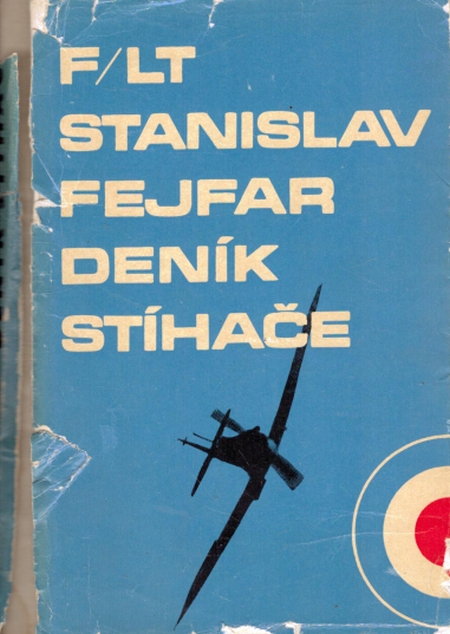 F/LT
STANISLAV
FEJFAR
DENÍK
STÍHAČE